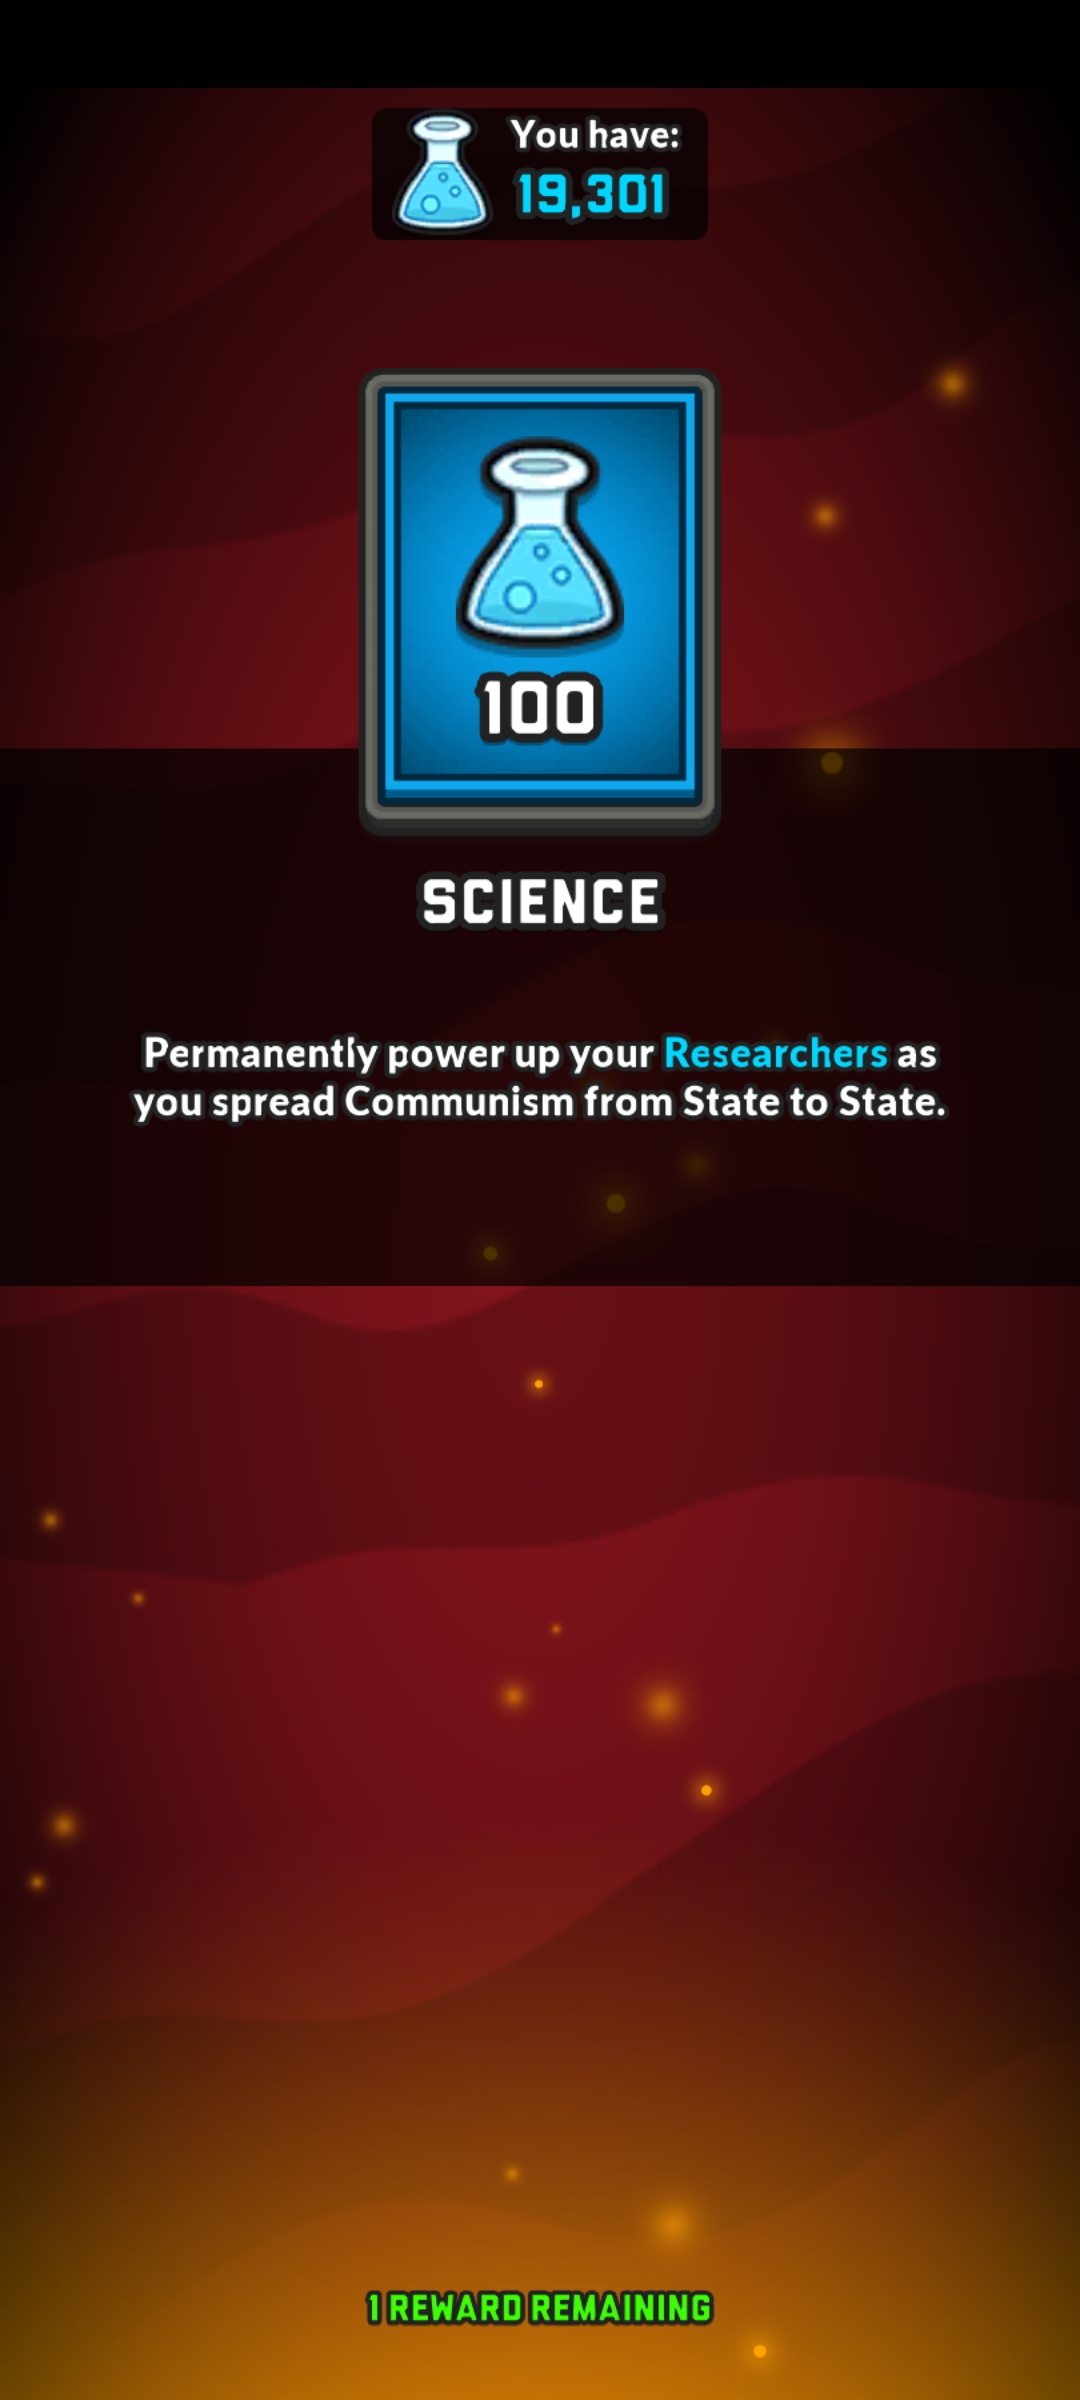 You have:
19,301
100
SCIENCE
Permanently power up your Researchers as
you spread Communism from State to State.
1 REWARD REMAINING